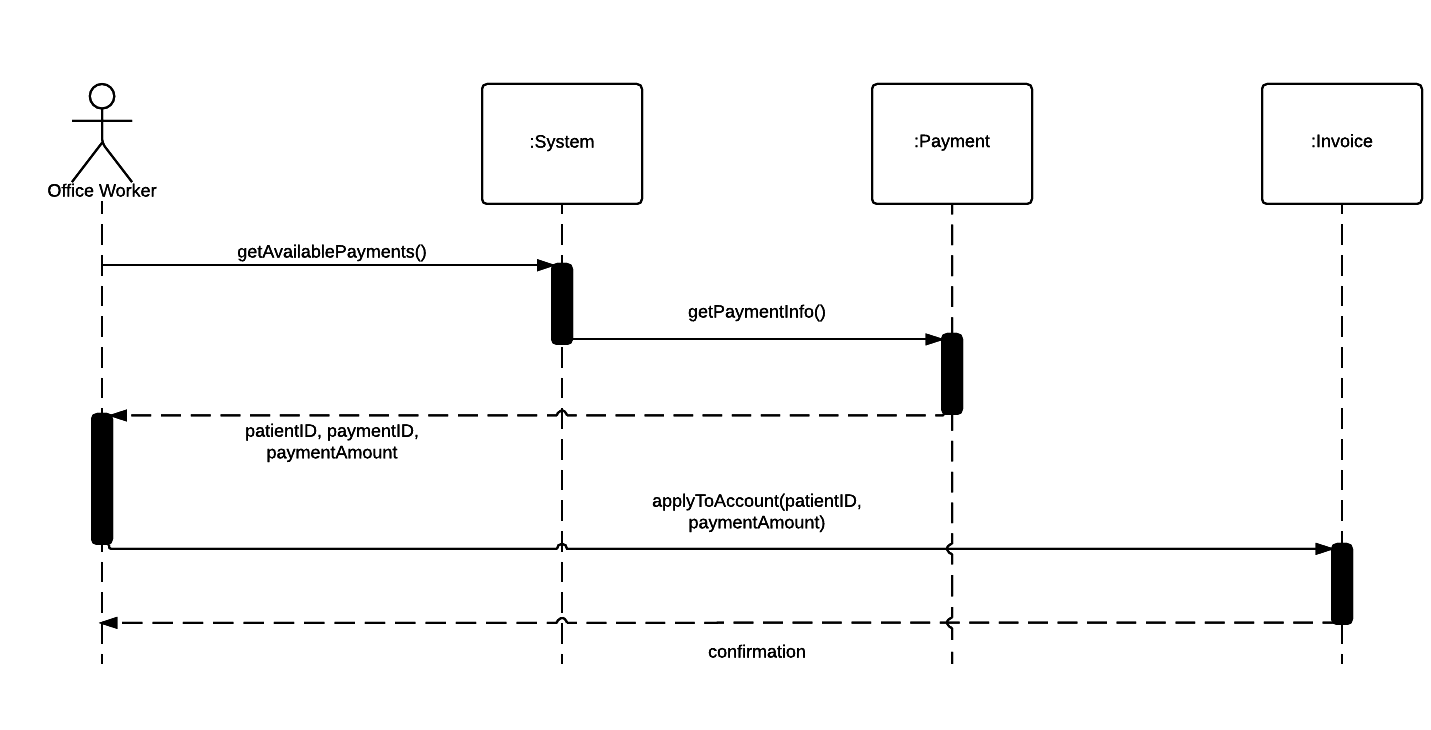 :System
:Payment
:Invoice
Office Worker
getAvailablePayments()
getPaymentInfo()
patientID, paymentID,
paymentAmount
applyToAccount(patientID,
paymentAmount)
confirmation